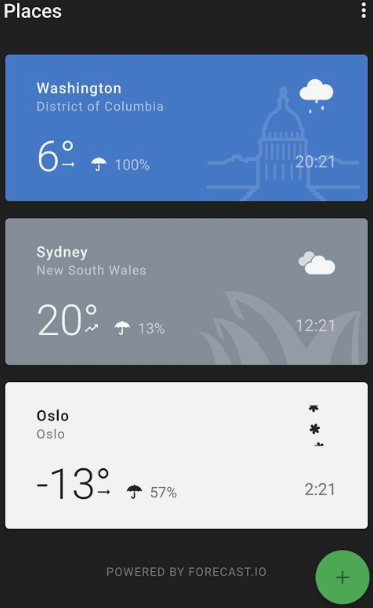 Places
Washington
District of Columbia
6° 100% 20:21
Sydney
New South Wales
20° 13% 12:21
Oslo
Oslo
-13° 57% 2:21
POWERED BY FORECAST.IO
+